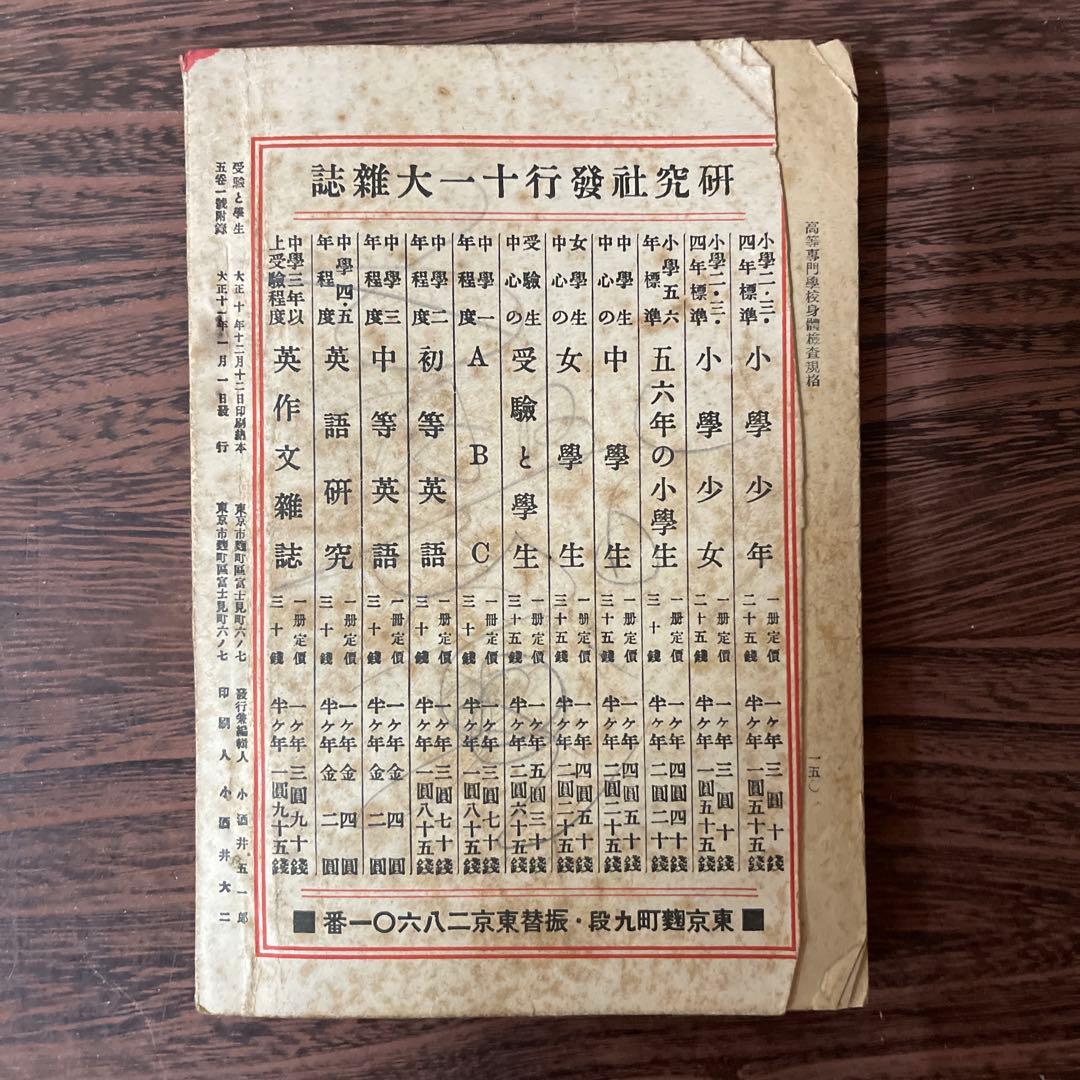 高等專門學校身體檢查規格
一五〇
研究社發行十一大雜誌
小學二・三・四年標準 小學少年 一册定價二十五錢 一ケ年三圓十錢 半ケ年一圓五十五錢
小學二・三・四年標準 小學少女 一册定價二十五錢 一ケ年三圓十錢 半ケ年一圓五十五錢
小學五六年標準 五六年の小學生 一册定價三十錢 一ケ年四圓四十錢 半ケ年二圓二十錢
中學生中心の 中學生 一册定價三十五錢 一ケ年四圓五十錢 半ケ年二圓二十五錢
女學生中心の 女學生 一册定價三十五錢 一ケ年四圓五十錢 半ケ年二圓二十五錢
受驗生中心の 受驗と學生 一册定價三十五錢 一ケ年五圓三十錢 半ケ年二圓六十五錢
中學一年程度 ABC 一册定價三十錢 一ケ年三圓七十錢 半ケ年一圓八十五錢
中學二年程度 初等英語 一册定價三十錢 一ケ年三圓七十錢 半ケ年一圓八十五錢
中學三年程度 中等英語 一册定價三十錢 一ケ年金四圓 半ケ年金二圓
中學四・五年程度 英語研究 一册定價三十錢 一ケ年金四圓 半ケ年金二圓
中學三年以上受驗程度 英作文雜誌 一册定價三十錢 一ケ年三圓九十錢 半ケ年一圓九十五錢
■東京麴町九段・振替東京二八六〇一番■
受驗と學生 大正十年十二月十二日印刷納本 東京市麴町區富士見町六ノ七 發行兼編輯人 小酒井五一郎
五卷一號附錄 大正十一年一月一日發行 東京市麴町區富士見町六ノ七 印刷人 小酒井大二